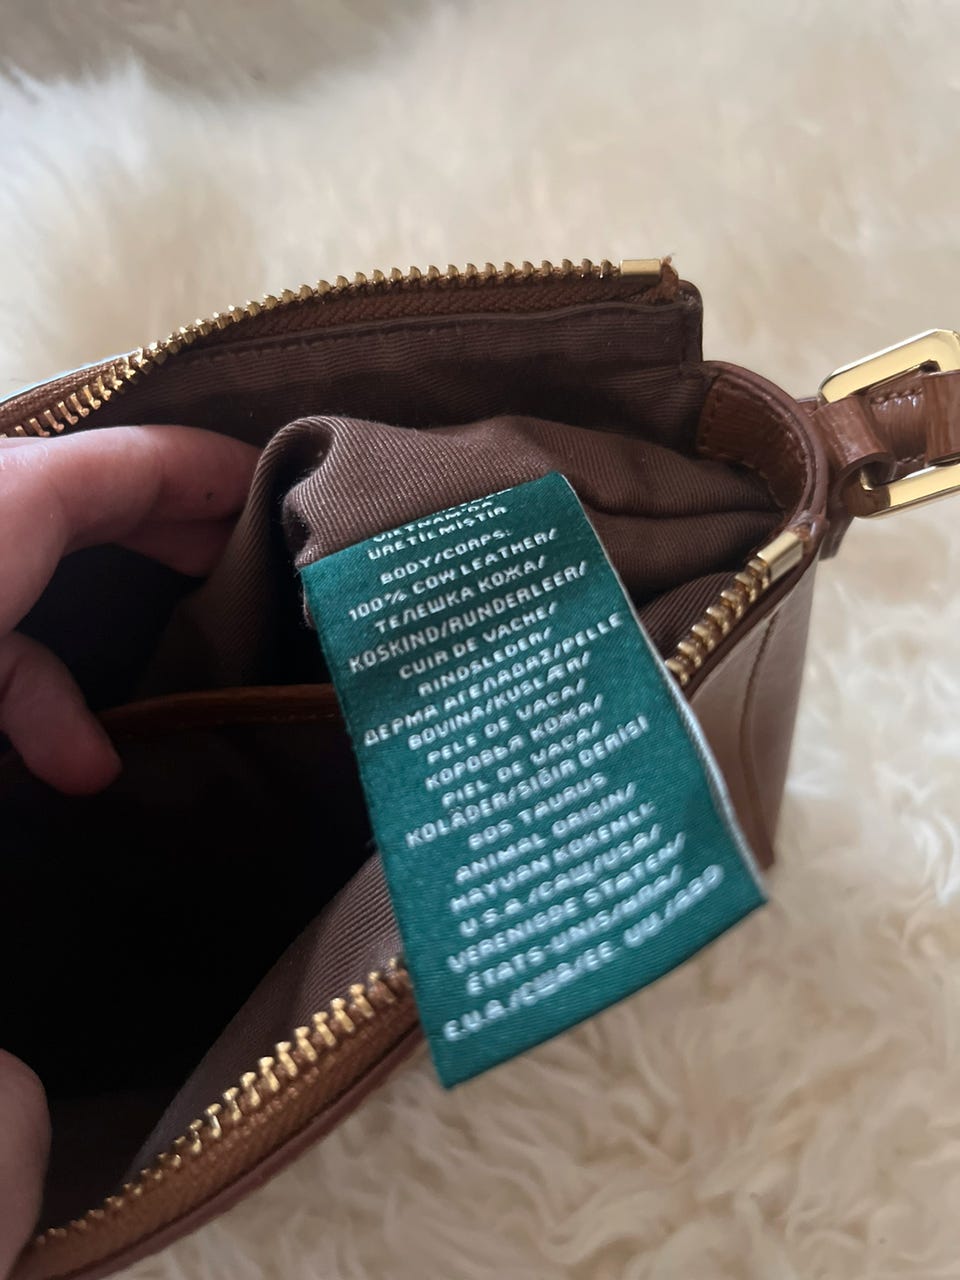 VIETNAM'DA
ÜRETİLMİŞTİR
BODY/CORPS:
100% COW LEATHER/
ТЕЛЕШКА КОЖА/
KOSKIND/RUNDERLEER/
CUIR DE VACHE/
RINDSLEDER/
ΔΕΡΜΑ ΑΓΕΛΑΔΑΣ/PELLE
BOVINA/KUSLÆR/
PELE DE VACA/
КОРОВЬЯ КОЖА/
PIEL DE VACA/
KOLÄDER/SIĞIR DERİSİ
BOS TAURUS
ANIMAL ORIGIN/
HAYVAN KÖKENLİ:
U.S.A./САЩ/USA/
VERENIGDE STATEN/
ÉTATS-UNIS/ΗΠΑ/
E.U.A./США/EE. UU./ABD